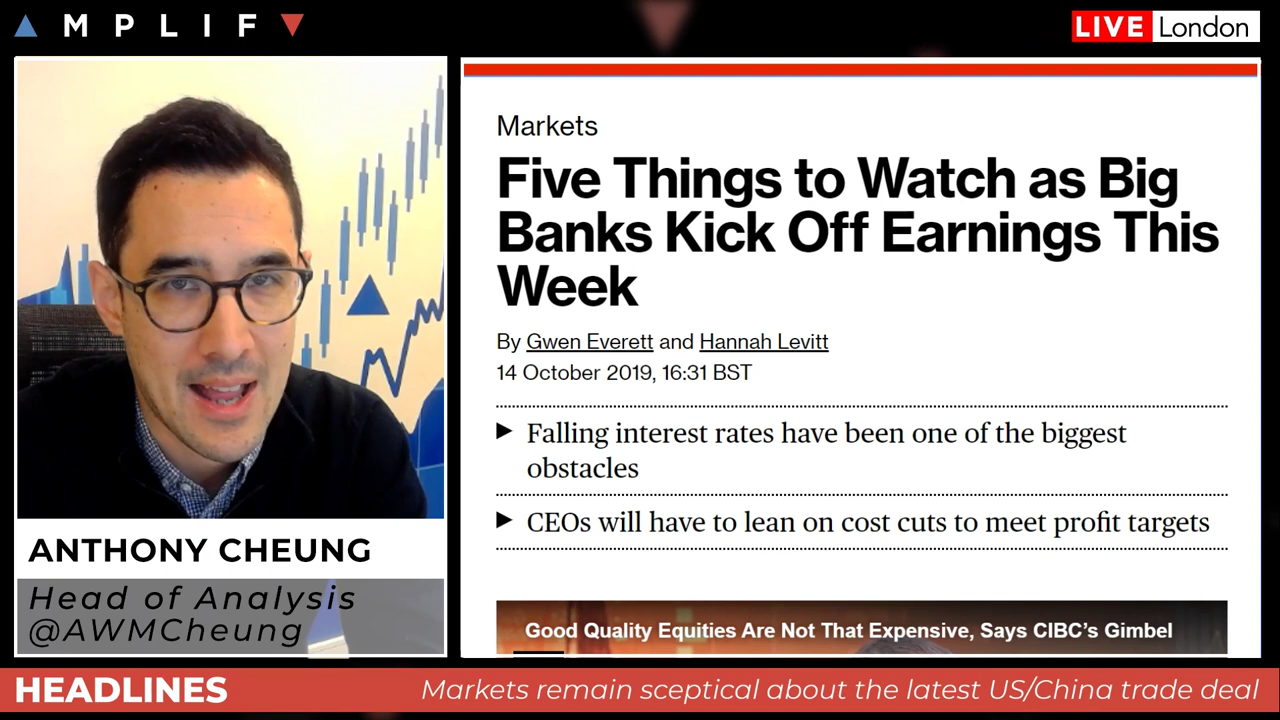 AMPLIFY
LIVE London
Markets
Five Things to Watch as Big
Banks Kick Off Earnings This
Week
By Gwen Everett and Hannah Levitt
14 October 2019, 16:31 BST
Falling interest rates have been one of the biggest
obstacles
CEOs will have to lean on cost cuts to meet profit targets
Good Quality Equities Are Not That Expensive, Says CIBC's Gimbel
ANTHONY CHEUNG
Head of Analysis
@AWMCheung
HEADLINES
Markets remain sceptical about the latest US/China trade deal